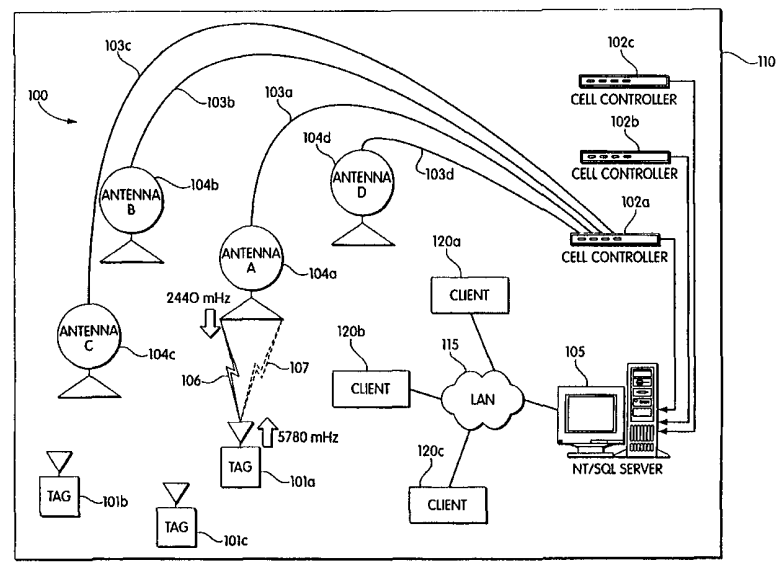 103c
102c
110
CELL CONTROLLER
100
103b
103a
102b
CELL CONTROLLER
104d
ANTENNA
D
103d
104b
ANTENNA
B
102a
CELL CONTROLLER
ANTENNA
A
104a
120a
CLIENT
2440 mHz
ANTENNA
C
104c
106
107
120b
CLIENT
115
LAN
105
NT/SQL SERVER
5780 mHz
TAG
101a
120c
CLIENT
TAG
101b
TAG
101c